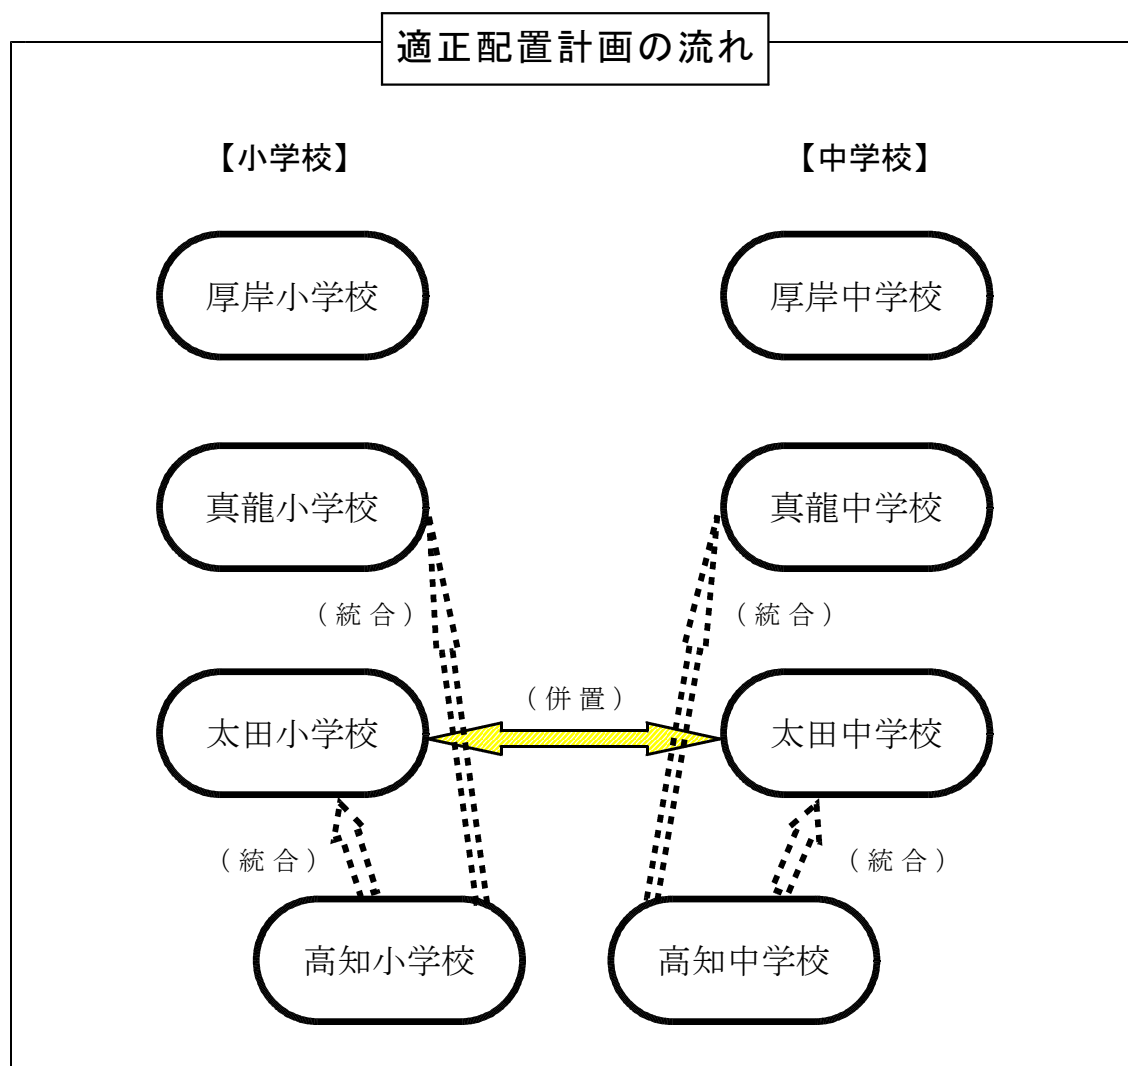 適正配置計画の流れ
【小学校】
【中学校】
厚岸小学校
厚岸中学校
真龍小学校
真龍中学校
（統合）
（統合）
（併置）
太田小学校
太田中学校
（統合）
（統合）
高知小学校
高知中学校